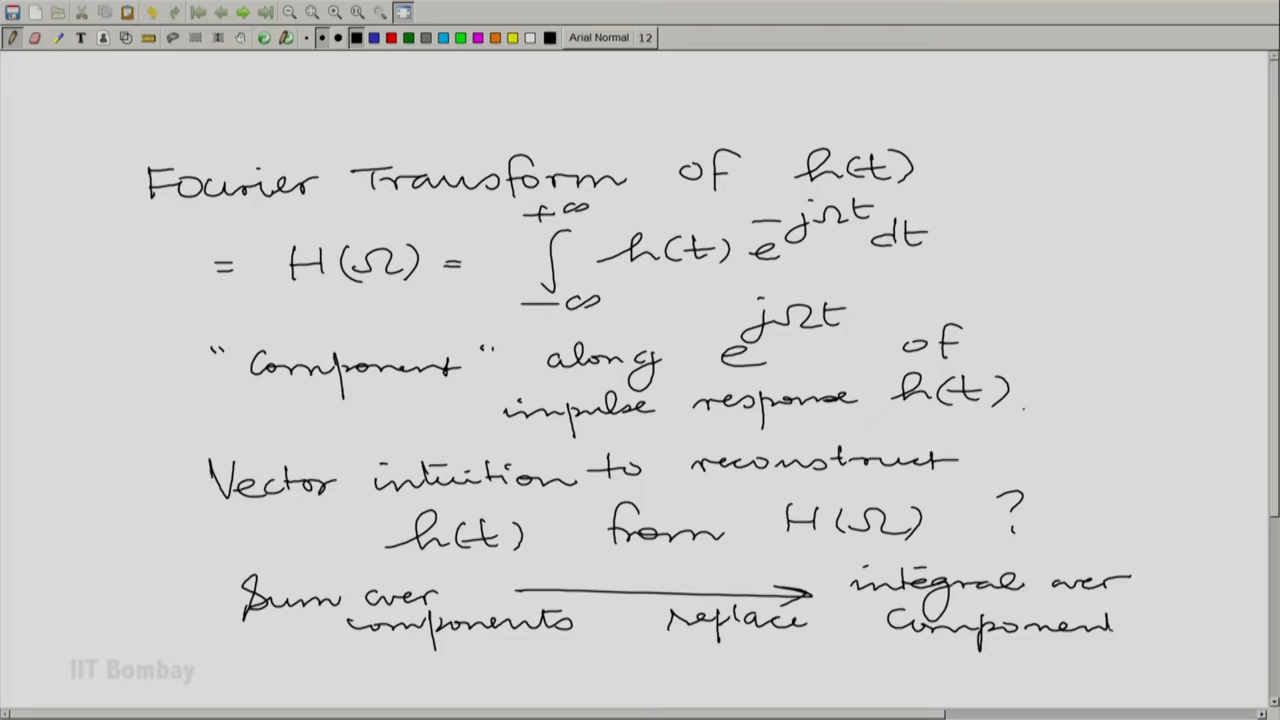 Arial Normal 12
Fourier Transform of h(t)
= H(Ω) = ∫_{-∞}^{+∞} h(t) e^{-jΩt} dt
"Component" along e^{jΩt} of
impulse response h(t).
Vector intuition to reconstruct
h(t) from H(Ω) ?
Sum over components ⟶ replace integral over component
IIT Bombay